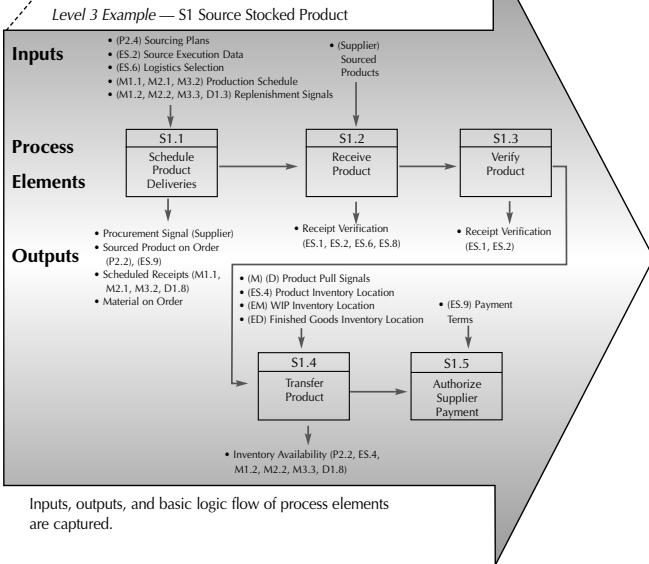 Level 3 Example — S1 Source Stocked Product
Inputs
• (P2.4) Sourcing Plans
• (ES.2) Source Execution Data
• (ES.6) Logistics Selection
• (M1.1, M2.1, M3.2) Production Schedule
• (M1.2, M2.2, M3.3, D1.3) Replenishment Signals
• (Supplier)
Sourced
Products
Process
Elements
S1.1
Schedule
Product
Deliveries
S1.2
Receive
Product
S1.3
Verify
Product
Outputs
• Procurement Signal (Supplier)
• Sourced Product on Order
(P2.2), (ES.9)
• Scheduled Receipts (M1.1,
M2.1, M3.2, D1.8)
• Material on Order
• Receipt Verification
(ES.1, ES.2, ES.6, ES.8)
• Receipt Verification
(ES.1, ES.2)
• (M) (D) Product Pull Signals
• (ES.4) Product Inventory Location
• (EM) WIP Inventory Location
• (ED) Finished Goods Inventory Location
• (ES.9) Payment
Terms
S1.4
Transfer
Product
S1.5
Authorize
Supplier
Payment
• Inventory Availability (P2.2, ES.4,
M1.2, M2.2, M3.3, D1.8)
Inputs, outputs, and basic logic flow of process elements
are captured.